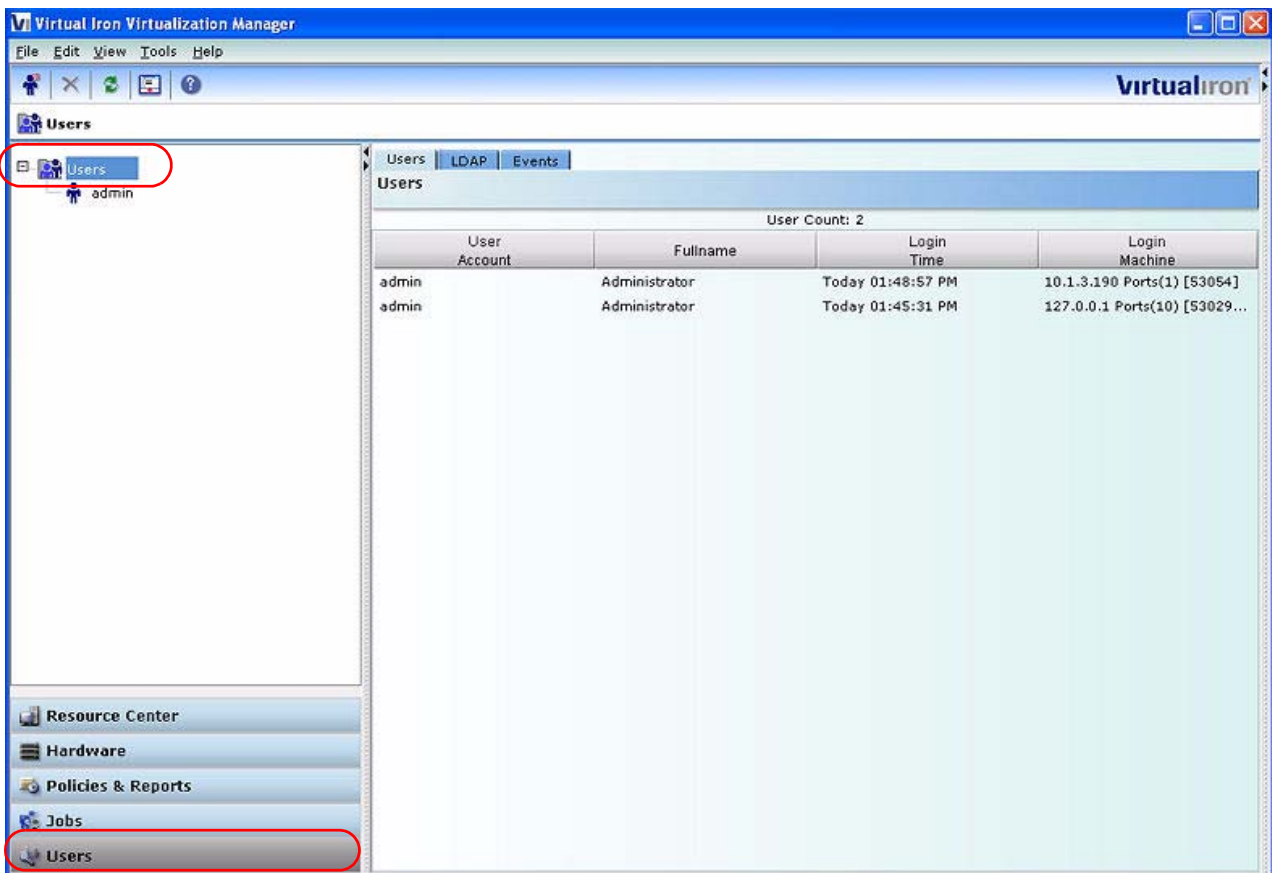 Virtual Iron Virtualization Manager
File Edit View Tools Help
Virtualiron
Users
Users
admin
Users LDAP Events
Users
User Count: 2
User Account Fullname Login Time Login Machine
admin Administrator Today 01:48:57 PM 10.1.3.190 Ports(1) [53054]
admin Administrator Today 01:45:31 PM 127.0.0.1 Ports(10) [53029...
Resource Center
Hardware
Policies & Reports
Jobs
Users